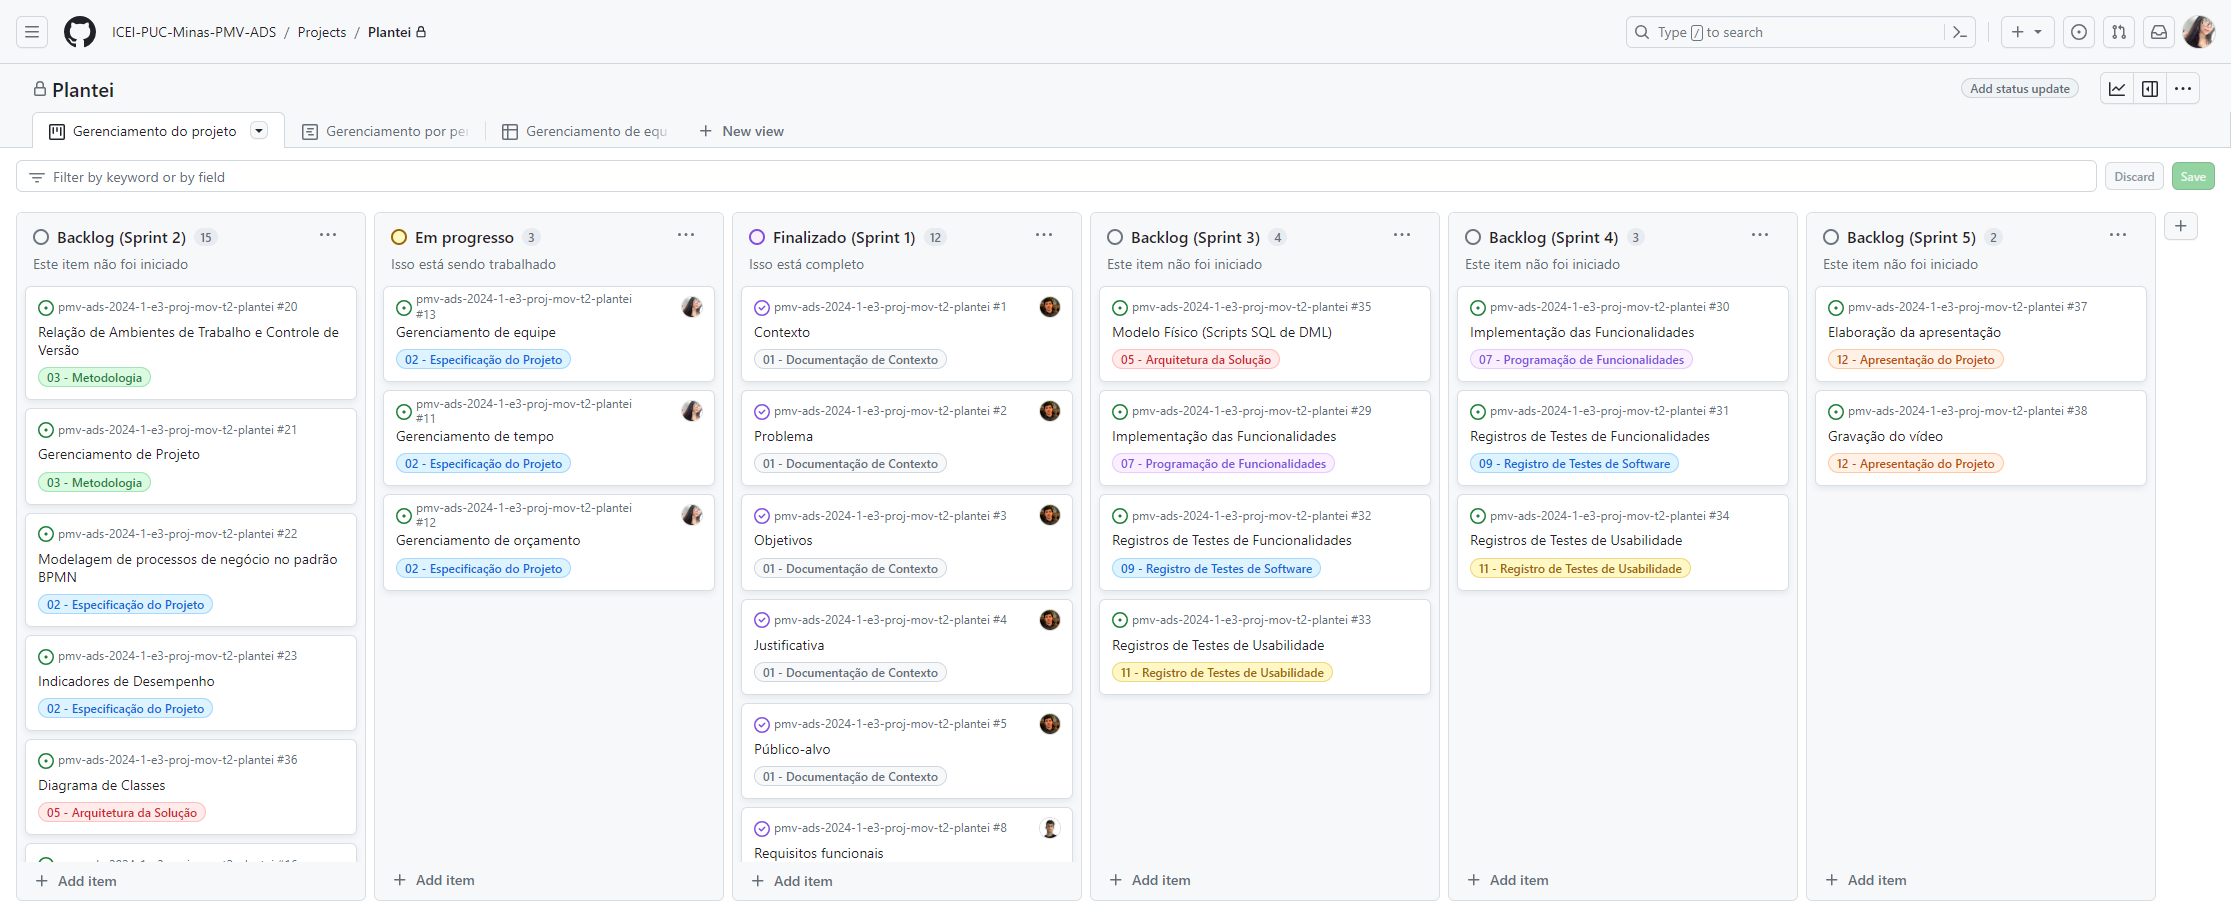 ICEI-PUC-Minas-PMV-ADS / Projects / Plantei
Type / to search
Plantei
Add status update
Gerenciamento do projeto
Gerenciamento por pe
Gerenciamento de equ
New view
Filter by keyword or by field
Discard
Save
Backlog (Sprint 2) 15
Este item não foi iniciado
pmv-ads-2024-1-e3-proj-mov-t2-plantei #20
Relação de Ambientes de Trabalho e Controle de
Versão
03 - Metodologia
pmv-ads-2024-1-e3-proj-mov-t2-plantei #21
Gerenciamento de Projeto
03 - Metodologia
pmv-ads-2024-1-e3-proj-mov-t2-plantei #22
Modelagem de processos de negócio no padrão
BPMN
02 - Especificação do Projeto
pmv-ads-2024-1-e3-proj-mov-t2-plantei #23
Indicadores de Desempenho
02 - Especificação do Projeto
pmv-ads-2024-1-e3-proj-mov-t2-plantei #36
Diagrama de Classes
05 - Arquitetura da Solução
Add item
Em progresso 3
Isso está sendo trabalhado
pmv-ads-2024-1-e3-proj-mov-t2-plantei
#13
Gerenciamento de equipe
02 - Especificação do Projeto
pmv-ads-2024-1-e3-proj-mov-t2-plantei
#11
Gerenciamento de tempo
02 - Especificação do Projeto
pmv-ads-2024-1-e3-proj-mov-t2-plantei
#12
Gerenciamento de orçamento
02 - Especificação do Projeto
Add item
Finalizado (Sprint 1) 12
Isso está completo
pmv-ads-2024-1-e3-proj-mov-t2-plantei #1
Contexto
01 - Documentação de Contexto
pmv-ads-2024-1-e3-proj-mov-t2-plantei #2
Problema
01 - Documentação de Contexto
pmv-ads-2024-1-e3-proj-mov-t2-plantei #3
Objetivos
01 - Documentação de Contexto
pmv-ads-2024-1-e3-proj-mov-t2-plantei #4
Justificativa
01 - Documentação de Contexto
pmv-ads-2024-1-e3-proj-mov-t2-plantei #5
Público-alvo
01 - Documentação de Contexto
pmv-ads-2024-1-e3-proj-mov-t2-plantei #8
Requisitos funcionais
Add item
Backlog (Sprint 3) 4
Este item não foi iniciado
pmv-ads-2024-1-e3-proj-mov-t2-plantei #35
Modelo Físico (Scripts SQL de DML)
05 - Arquitetura da Solução
pmv-ads-2024-1-e3-proj-mov-t2-plantei #29
Implementação das Funcionalidades
07 - Programação de Funcionalidades
pmv-ads-2024-1-e3-proj-mov-t2-plantei #32
Registros de Testes de Funcionalidades
09 - Registro de Testes de Software
pmv-ads-2024-1-e3-proj-mov-t2-plantei #33
Registros de Testes de Usabilidade
11 - Registro de Testes de Usabilidade
Add item
Backlog (Sprint 4) 3
Este item não foi iniciado
pmv-ads-2024-1-e3-proj-mov-t2-plantei #30
Implementação das Funcionalidades
07 - Programação de Funcionalidades
pmv-ads-2024-1-e3-proj-mov-t2-plantei #31
Registros de Testes de Funcionalidades
09 - Registro de Testes de Software
pmv-ads-2024-1-e3-proj-mov-t2-plantei #34
Registros de Testes de Usabilidade
11 - Registro de Testes de Usabilidade
Add item
Backlog (Sprint 5) 2
Este item não foi iniciado
pmv-ads-2024-1-e3-proj-mov-t2-plantei #37
Elaboração da apresentação
12 - Apresentação do Projeto
pmv-ads-2024-1-e3-proj-mov-t2-plantei #38
Gravação do vídeo
12 - Apresentação do Projeto
Add item